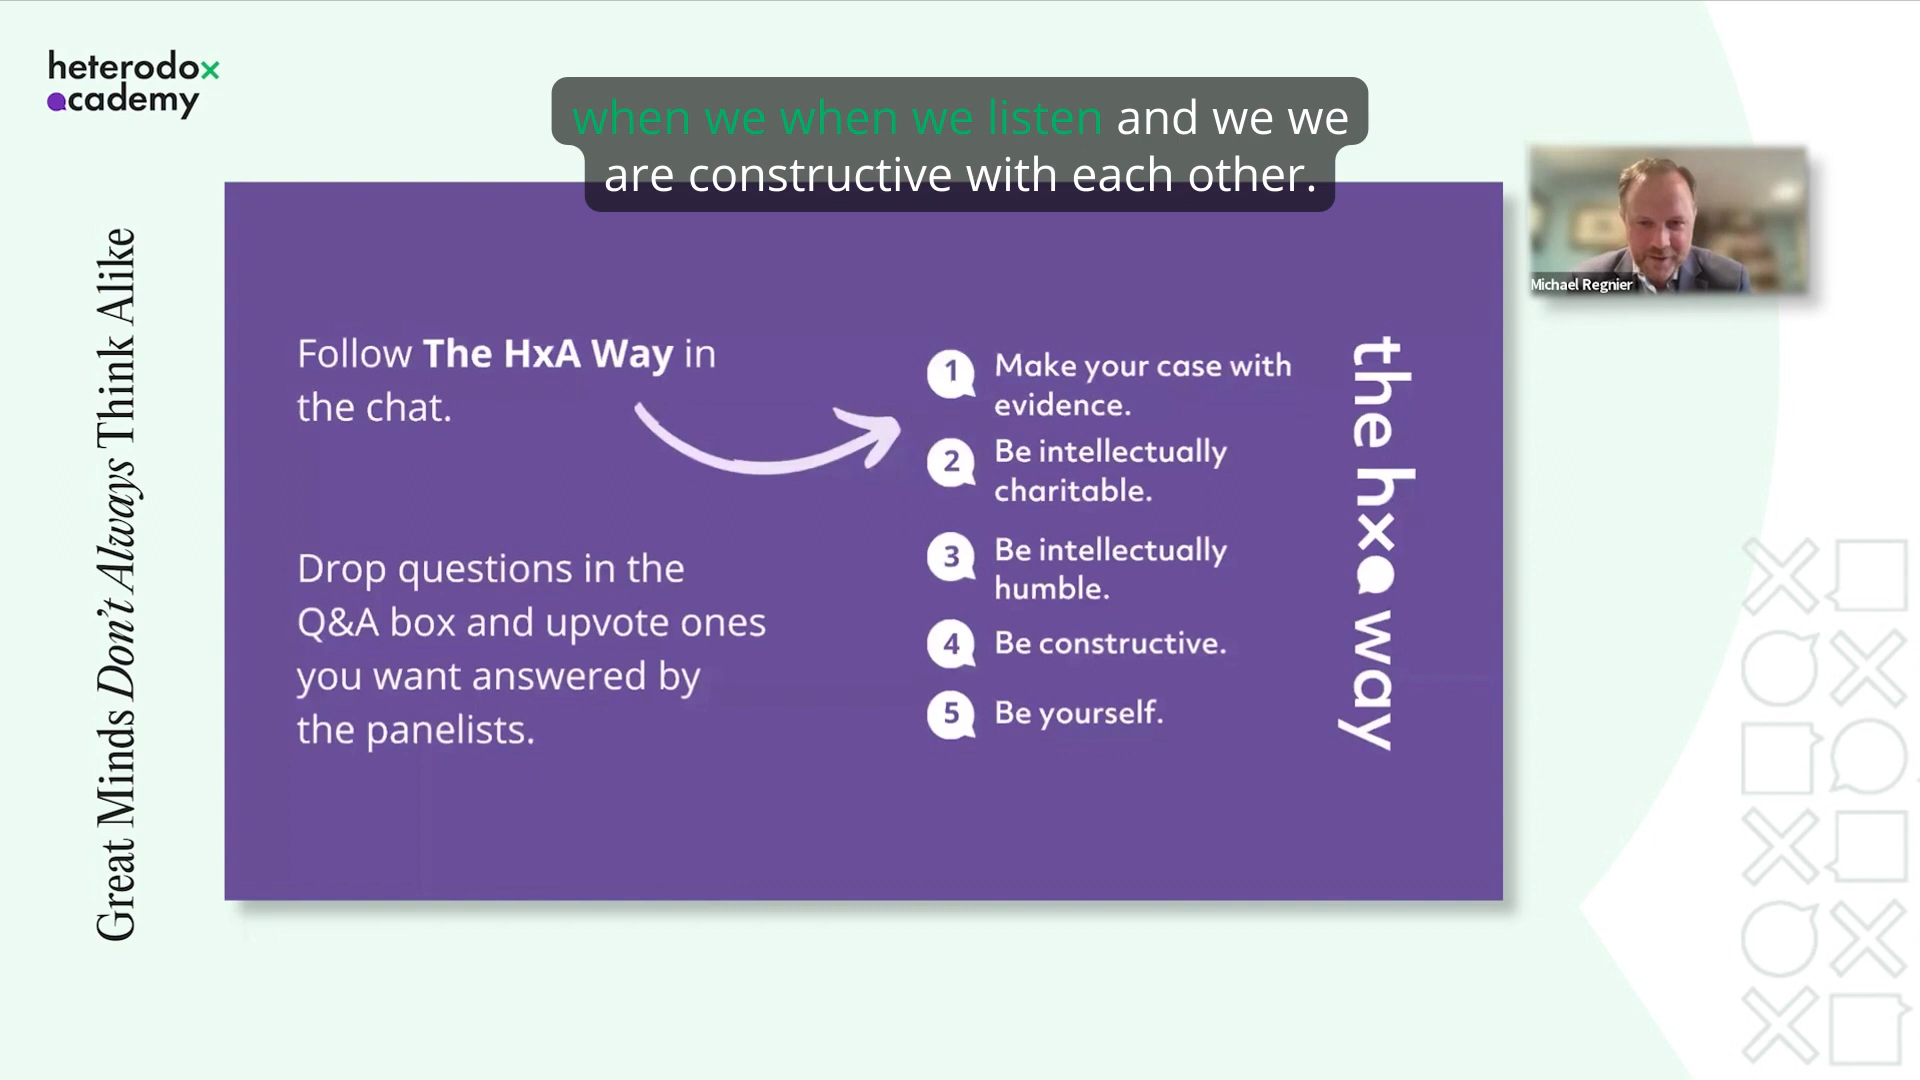 heterodox
academy
when we when we listen and we we
are constructive with each other.
Michael Regnier
Great Minds Don't Always Think Alike
Follow The HxA Way in
the chat.
Drop questions in the
Q&A box and upvote ones
you want answered by
the panelists.
1
Make your case with
evidence.
2
Be intellectually
charitable.
3
Be intellectually
humble.
4
Be constructive.
5
Be yourself.
the hxa way